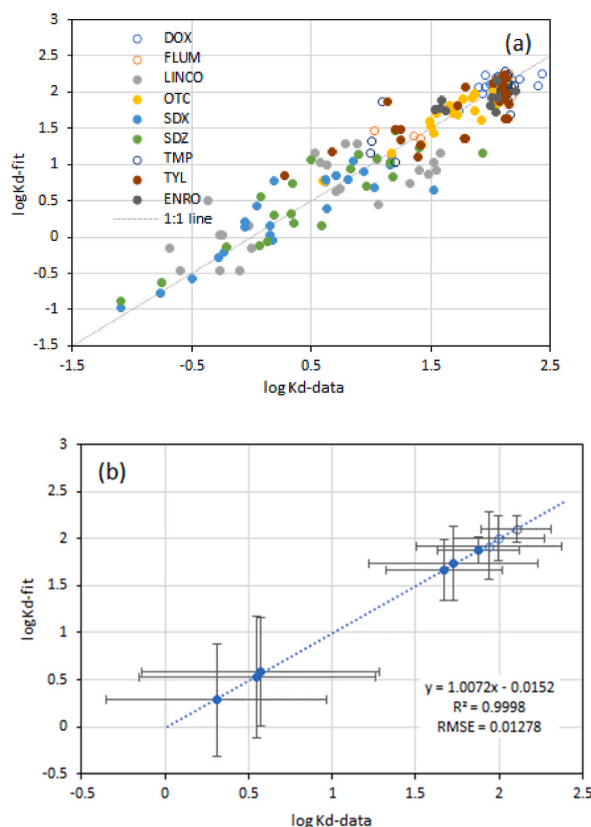 (a)
3
2.5
2
1.5
1
0.5
0
-0.5
-1
-1.5
logKd-fit
DOX
FLUM
LINCO
OTC
SDX
SDZ
TMP
TYL
ENRO
1:1 line
-1.5 -0.5 0.5 1.5 2.5
logKd-data
(b)
3
2.5
2
1.5
1
0.5
0
-0.5
logKd-fit
y = 1.0072x - 0.0152
R² = 0.9998
RMSE = 0.01278
-0.5 0 0.5 1 1.5 2 2.5
logKd-data